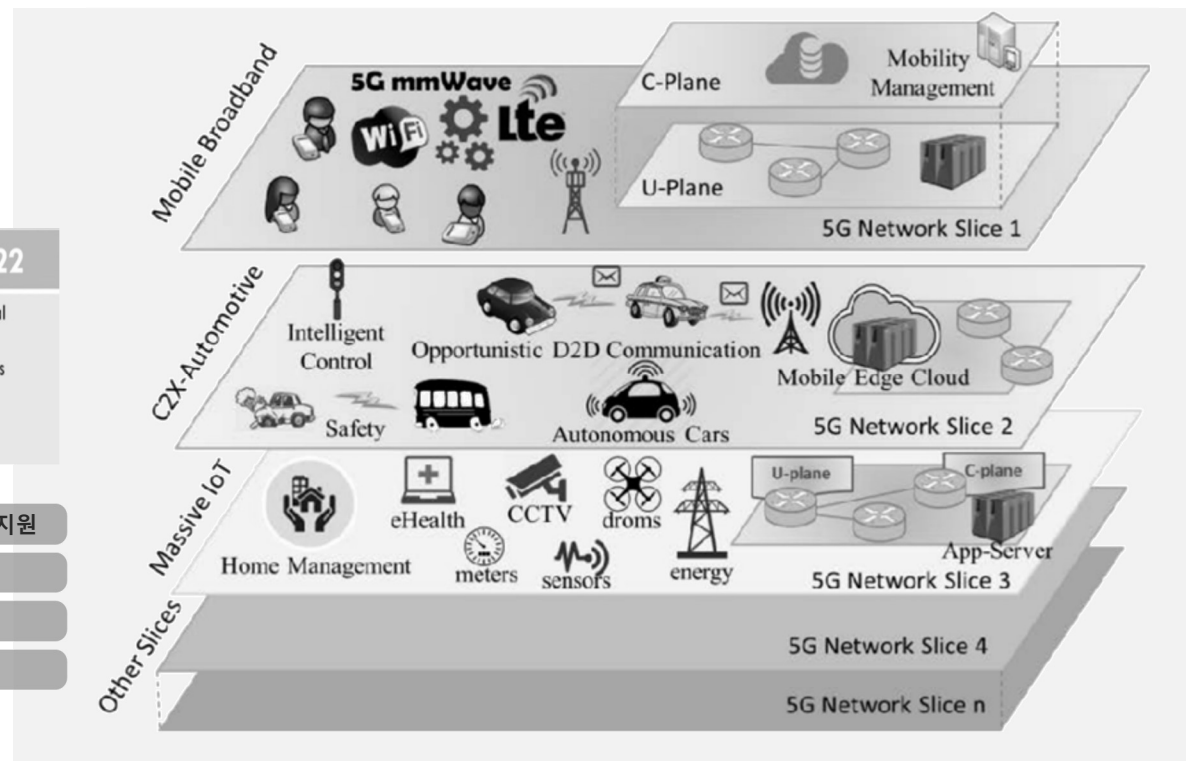 Mobile Broadband
5G mmWave
WiFi
Lte
C-Plane
Mobility
Management
U-Plane
5G Network Slice 1
22
C2X-Automotive
Intelligent
Control
Opportunistic D2D Communication
Mobile Edge Cloud
Safety
Autonomous Cars
5G Network Slice 2
Massive IoT
Home Management
eHealth
CCTV
droms
meters
sensors
energy
U-plane
C-plane
App-Server
5G Network Slice 3
지원
Other Slices
5G Network Slice 4
5G Network Slice n